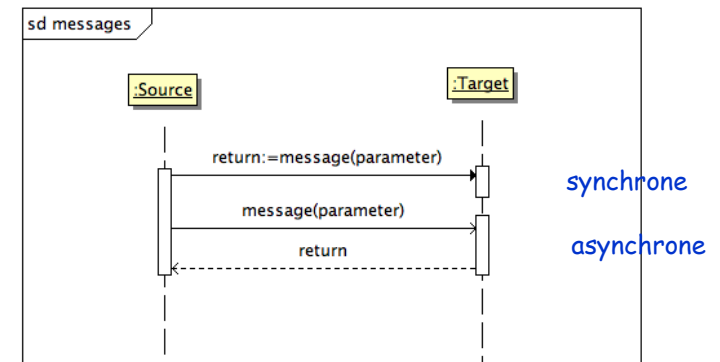 sd messages
:Source
:Target
return:=message(parameter)
synchrone
message(parameter)
asynchrone
return